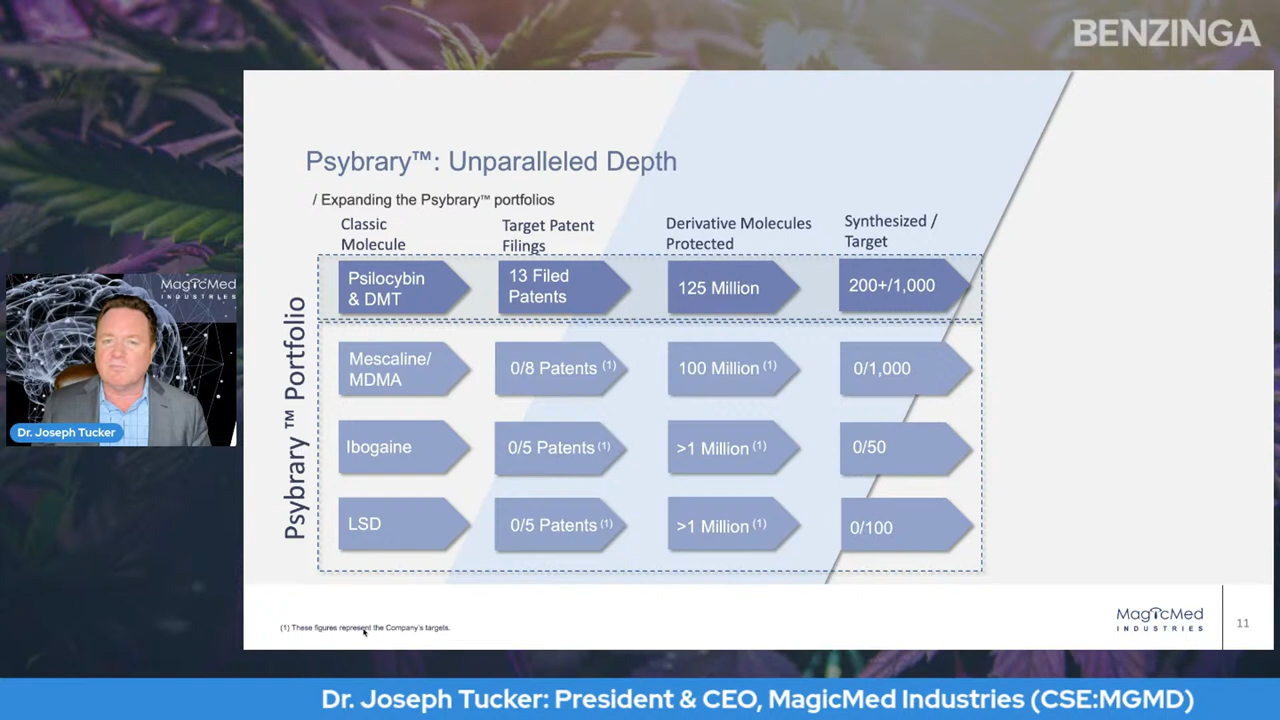 BENZINGA
Psybrary™: Unparalleled Depth
/ Expanding the Psybrary™ portfolios
Classic
Molecule
Target Patent
Filings
Derivative Molecules
Protected
Synthesized /
Target
Psybrary ™ Portfolio
Psilocybin
& DMT
13 Filed
Patents
125 Million
200+/1,000
Mescaline/
MDMA
0/8 Patents (1)
100 Million (1)
0/1,000
Ibogaine
0/5 Patents (1)
>1 Million (1)
0/50
LSD
0/5 Patents (1)
>1 Million (1)
0/100
MagicMed
INDUSTRIES
Dr. Joseph Tucker
(1) These figures represent the Company's targets.
MagicMed
INDUSTRIES
11
Dr. Joseph Tucker: President & CEO, MagicMed Industries (CSE:MGMD)